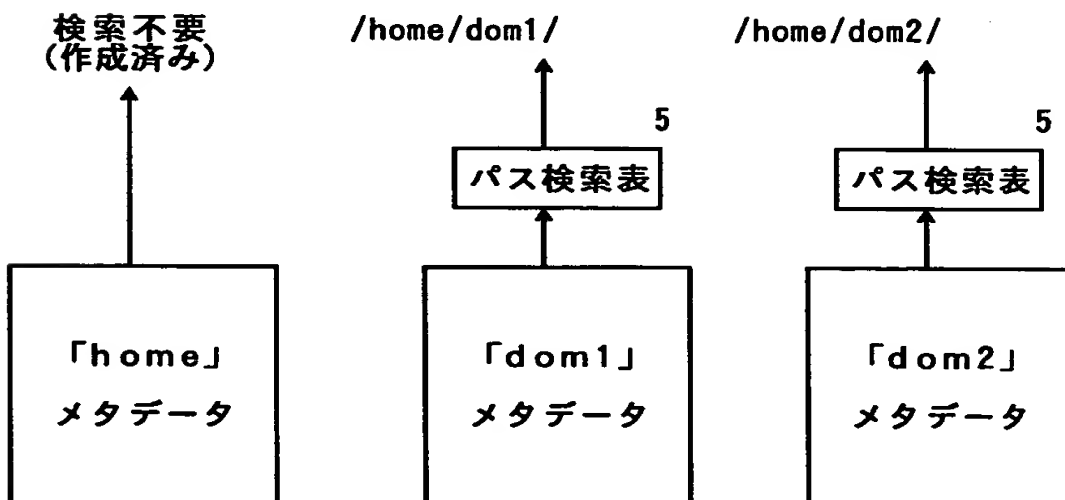 検索不要
(作成済み)
/home/dom1/
/home/dom2/
5
パス検索表
5
パス検索表
「home」
メタデータ
「dom1」
メタデータ
「dom2」
メタデータ